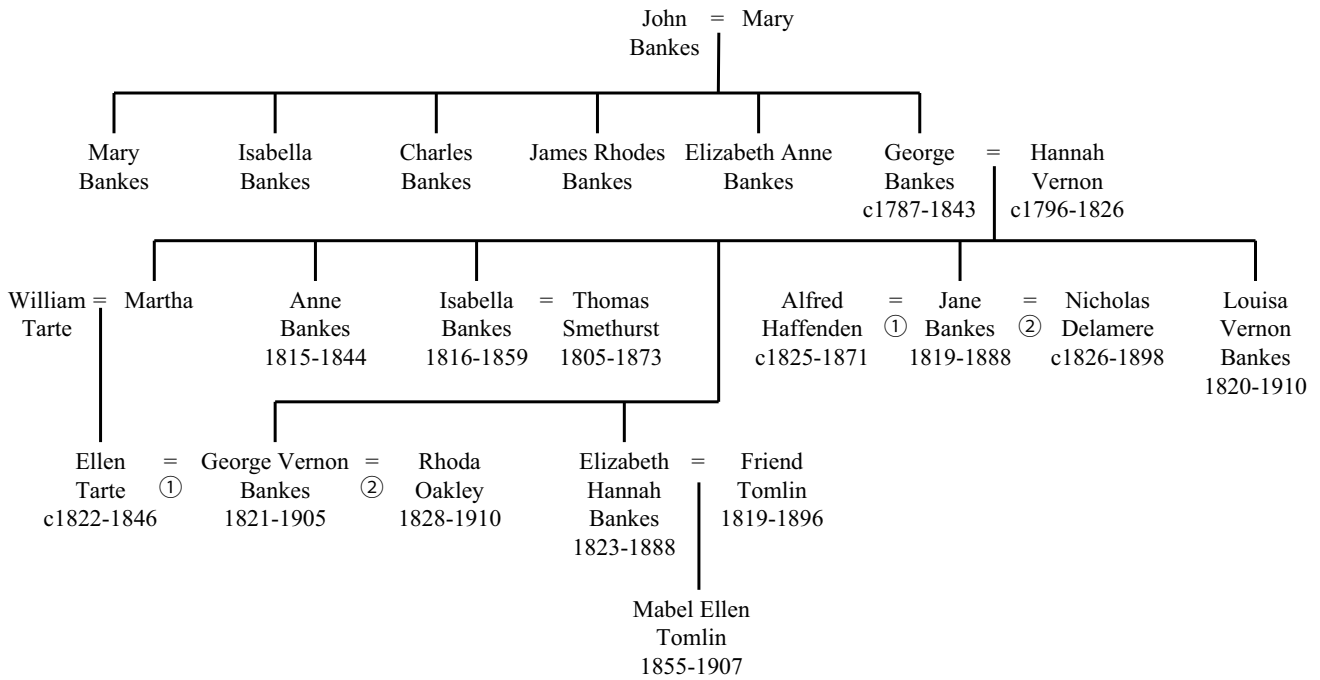 John = Mary
Bankes
Mary Isabella Charles James Rhodes Elizabeth Anne George = Hannah
Bankes Bankes Bankes Bankes Bankes Bankes Vernon
c1787-1843 c1796-1826
William = Martha Anne Isabella = Thomas Alfred = Jane = Nicholas Louisa
Tarte Bankes Bankes Smethurst Haffenden ① Bankes ② Delamere Vernon
1815-1844 1816-1859 1805-1873 c1825-1871 1819-1888 c1826-1898 Bankes
1820-1910
Ellen = George Vernon = Rhoda Elizabeth = Friend
Tarte ① Bankes ② Oakley Hannah Tomlin
c1822-1846 1821-1905 1828-1910 Bankes 1819-1896
1823-1888
Mabel Ellen
Tomlin
1855-1907